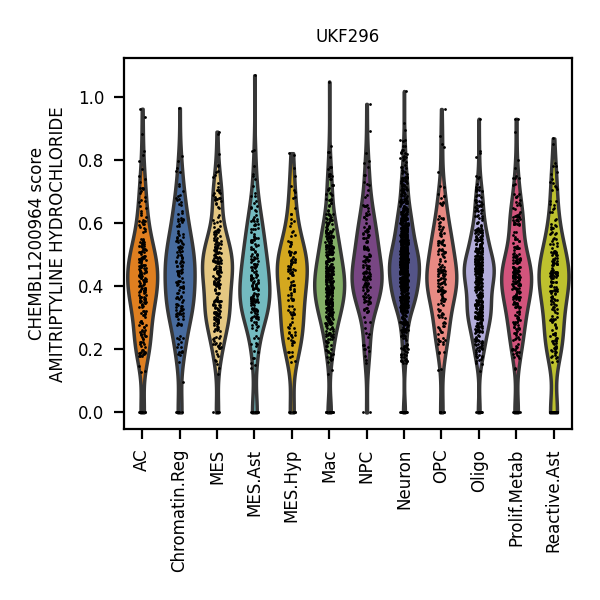 UKF296
CHEMBL1200964 score
AMITRIPTYLINE HYDROCHLORIDE
1.0
0.8
0.6
0.4
0.2
0.0
AC
Chromatin.Reg
MES
MES.Ast
MES.Hyp
Mac
NPC
Neuron
OPC
Oligo
Prolif.Metab
Reactive.Ast